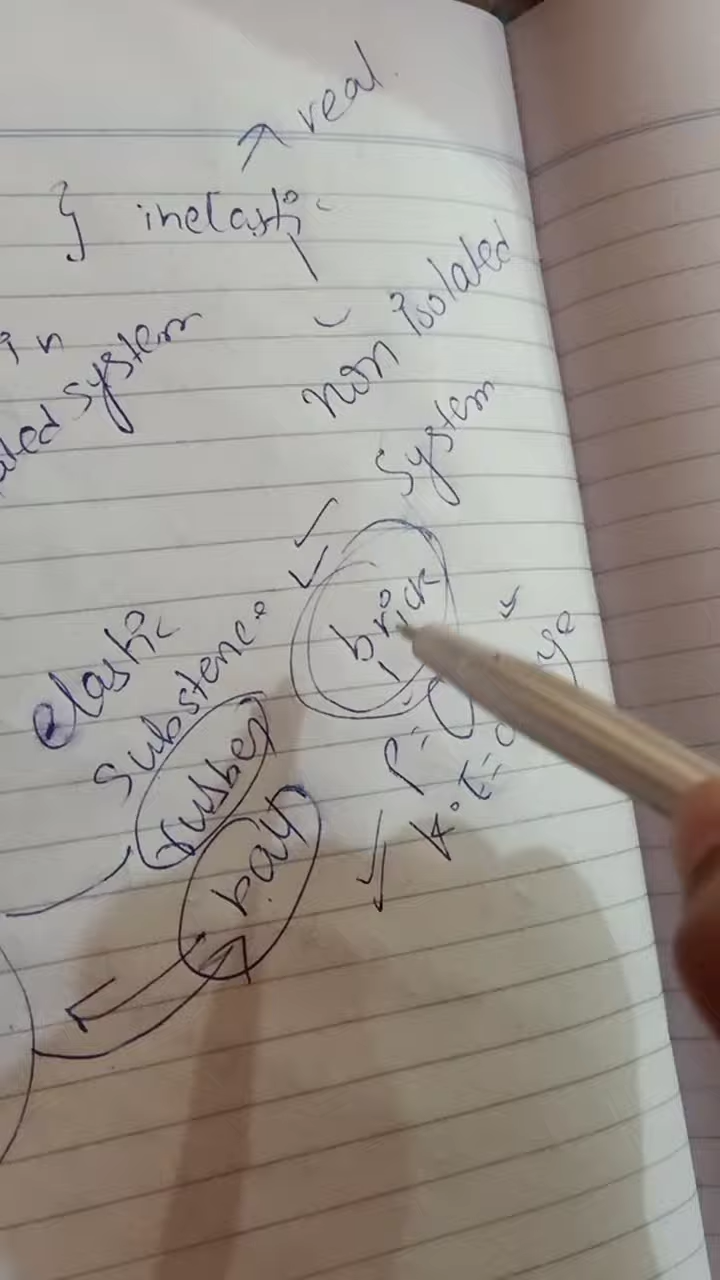 real.
} inelastic
in
system
non isolated
system
brick
elastic
substence.
rubber
ball
P =
K.E =